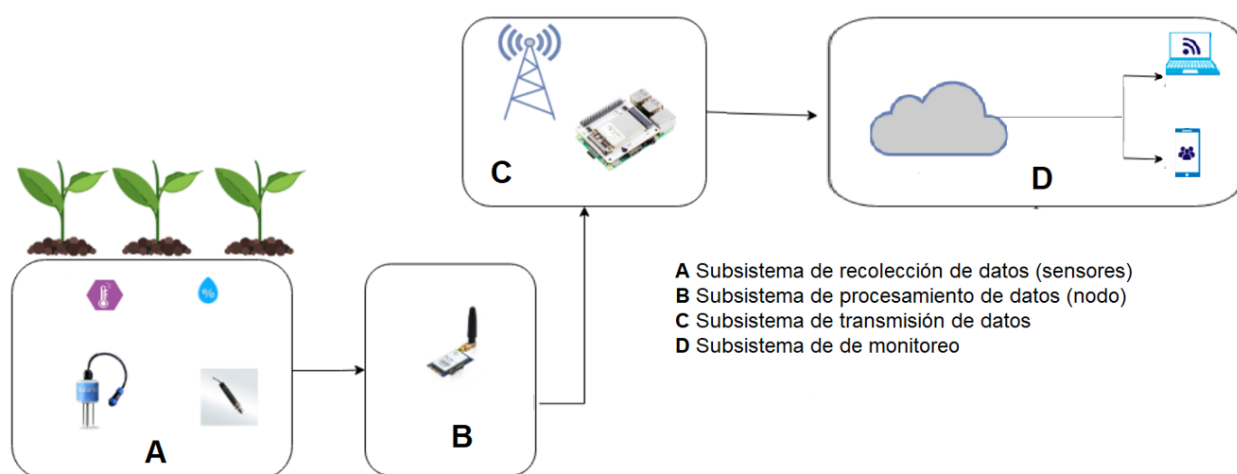 C
D
%
A
B
A Subsistema de recolección de datos (sensores)
B Subsistema de procesamiento de datos (nodo)
C Subsistema de transmisión de datos
D Subsistema de de monitoreo